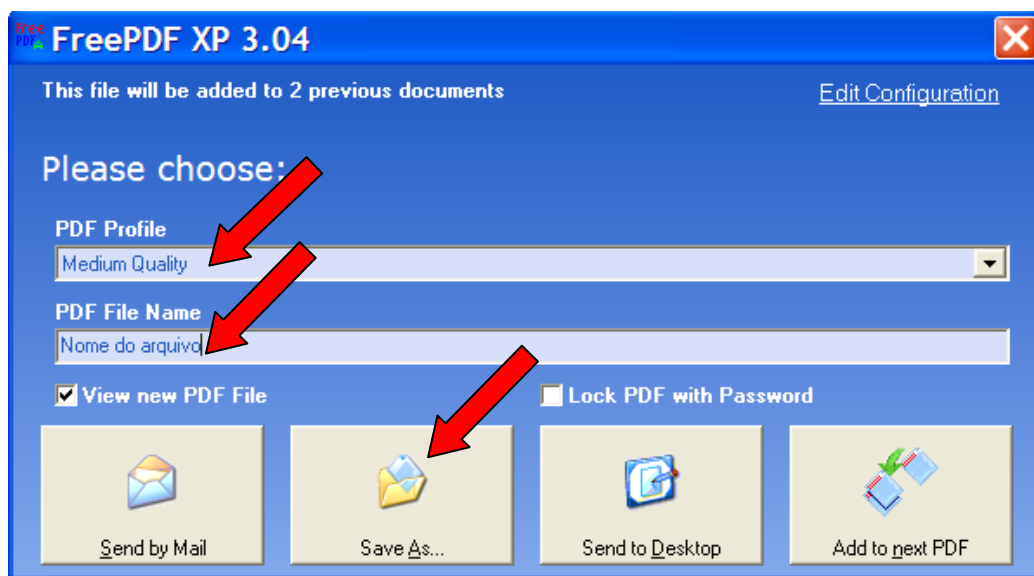 free
PDF
FreePDF XP 3.04
This file will be added to 2 previous documents
Edit Configuration
Please choose:
PDF Profile
Medium Quality
PDF File Name
Nome do arquivo
View new PDF File
Lock PDF with Password
Send by Mail
Save As...
Send to Desktop
Add to next PDF